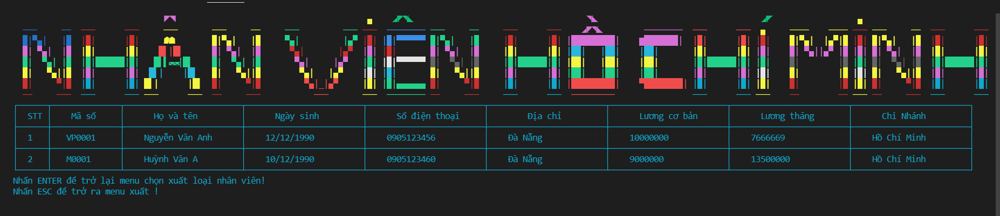 NHÂN VIÊN HỒ CHÍ MINH
STT Mã số Họ và tên Ngày sinh Số điện thoại Địa chỉ Lương cơ bản Lương tháng Chi Nhánh
1 VP0001 Nguyễn Văn Anh 12/12/1990 0905123456 Đà Nẵng 10000000 7666669 Hồ Chí Minh
2 M0001 Huỳnh Văn A 10/12/1990 0905123460 Đà Nẵng 9000000 13500000 Hồ Chí Minh
Nhấn ENTER để trở lại menu chọn xuất loại nhân viên!
Nhấn ESC để trở ra menu xuất !